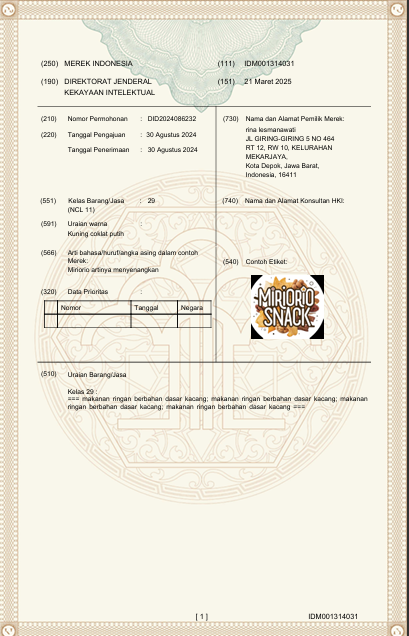 (250) MEREK INDONESIA
(111) IDM001314031
(190) DIREKTORAT JENDERAL
KEKAYAAN INTELEKTUAL
(151) 21 Maret 2025
(210) Nomor Permohonan : DID2024086232
(220) Tanggal Pengajuan : 30 Agustus 2024
Tanggal Penerimaan : 30 Agustus 2024
(730) Nama dan Alamat Pemilik Merek:
rina lesmanawati
JL GIRING-GIRING 5 NO 464
RT 12, RW 10, KELURAHAN
MEKARJAYA,
Kota Depok, Jawa Barat,
Indonesia, 16411
(551) Kelas Barang/Jasa : 29
(NCL 11)
(740) Nama dan Alamat Konsultan HKI:
(591) Uraian warna :
Kuning coklat putih
(566) Arti bahasa/huruf/angka asing dalam contoh
Merek:
Miriorio artinya menyenangkan
(540) Contoh Etiket:
MIRIORIO
SNACK
(320) Data Prioritas :
Nomor Tanggal Negara
(510) Uraian Barang/Jasa
Kelas 29 :
=== makanan ringan berbahan dasar kacang; makanan ringan berbahan dasar kacang; makanan
ringan berbahan dasar kacang; makanan ringan berbahan dasar kacang ===
[ 1 ]
IDM001314031